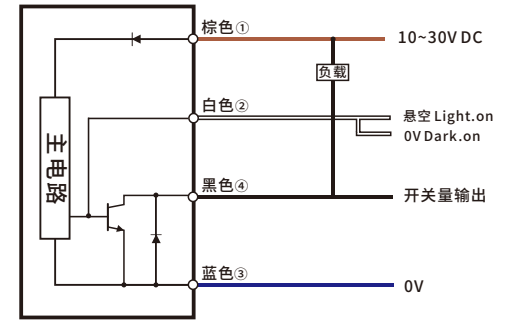 棕色①
10~30V DC
负载
白色②
悬空 Light.on
0V Dark.on
主电路
黑色④
开关量输出
蓝色③
0V